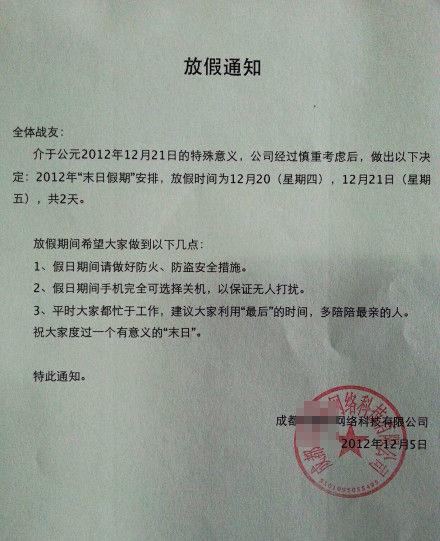 放假通知
全体战友：
介于公元2012年12月21日的特殊意义，公司经过慎重考虑后，做出以下决
定：2012年“末日假期”安排，放假时间为12月20（星期四），12月21日（星期
五），共2天。
放假期间希望大家做到以下几点：
1、假日期间请做好防火、防盗安全措施。
2、假日期间手机完全可选择关机，以保证无人打扰。
3、平时大家都忙于工作，建议大家利用“最后”的时间，多陪陪最亲的人。
祝大家度过一个有意义的“末日”。
特此通知。
成都 网络科技有限公司
2012年12月5日
成都 网络科技有限公司